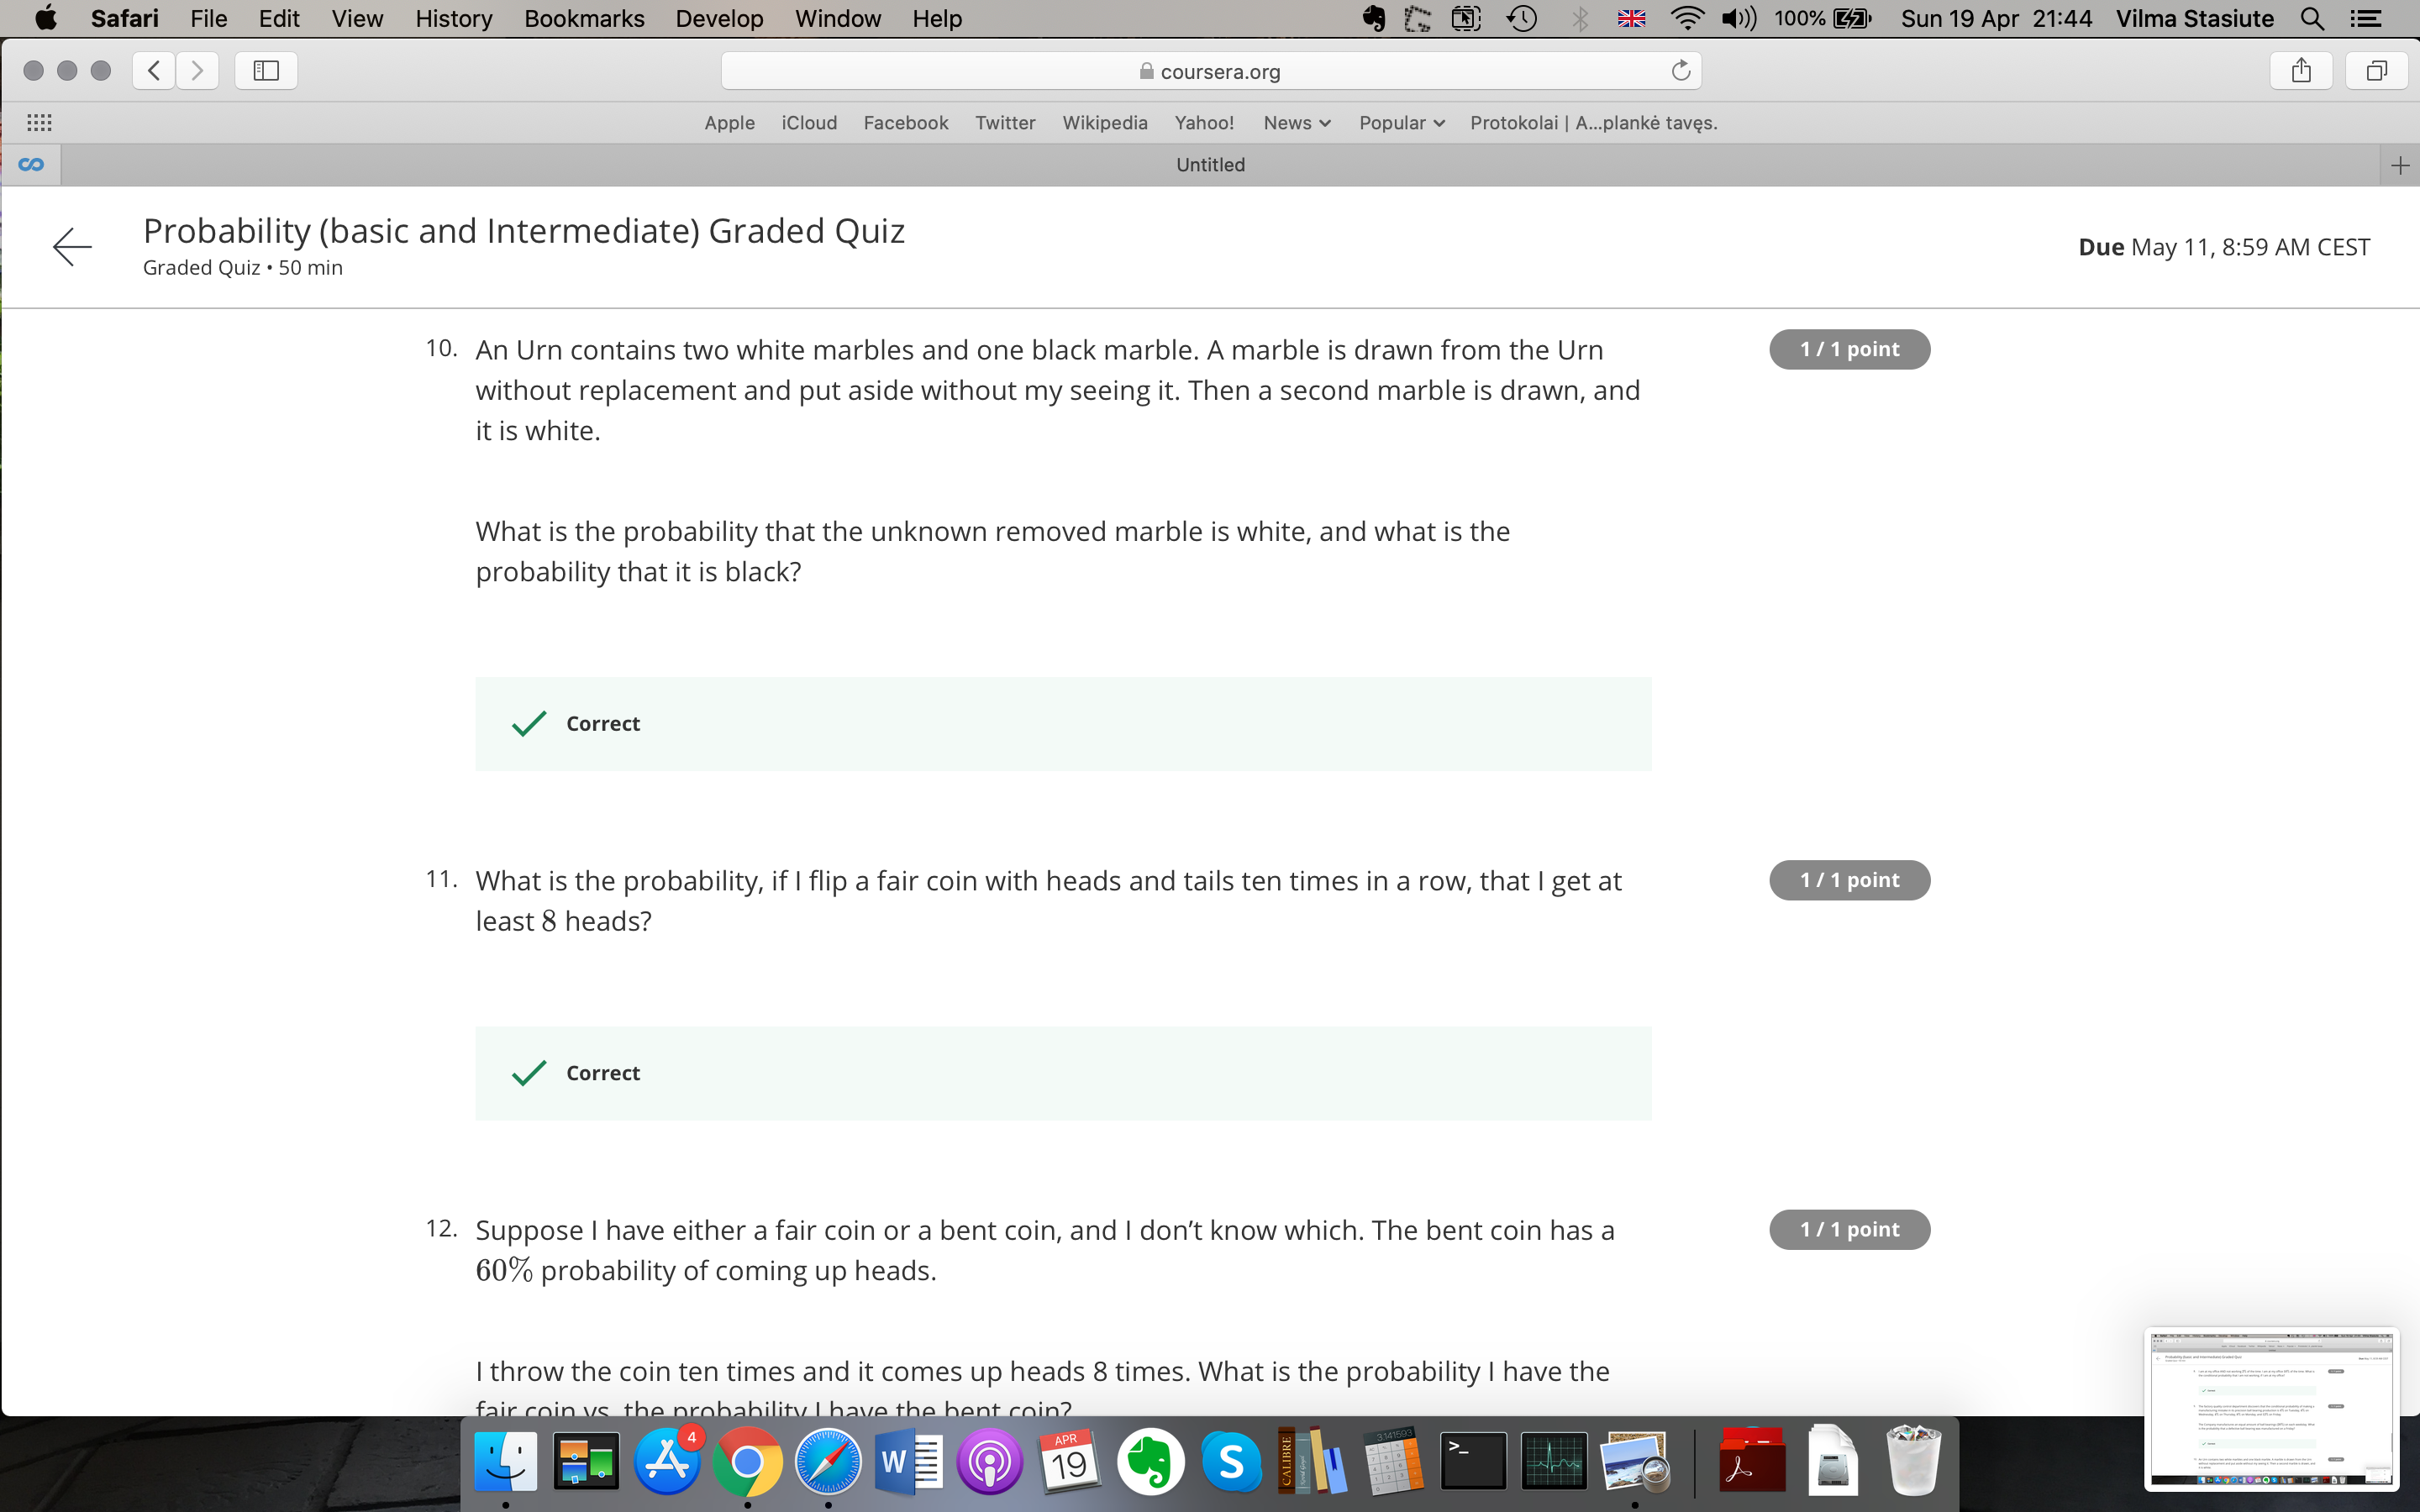 Safari File Edit View History Bookmarks Develop Window Help 100% Sun 19 Apr 21:44 Vilma Stasiute
coursera.org
Apple iCloud Facebook Twitter Wikipedia Yahoo! News Popular Protokolai | A...plankė tavęs.
Untitled
Probability (basic and Intermediate) Graded Quiz
Graded Quiz • 50 min
Due May 11, 8:59 AM CEST
10. An Urn contains two white marbles and one black marble. A marble is drawn from the Urn
1 / 1 point
without replacement and put aside without my seeing it. Then a second marble is drawn, and
it is white.
What is the probability that the unknown removed marble is white, and what is the
probability that it is black?
Correct
11. What is the probability, if I flip a fair coin with heads and tails ten times in a row, that I get at
1 / 1 point
least 8 heads?
Correct
12. Suppose I have either a fair coin or a bent coin, and I don’t know which. The bent coin has a
1 / 1 point
60% probability of coming up heads.
I throw the coin ten times and it comes up heads 8 times. What is the probability I have the
fair coin vs. the probability I have the bent coin?
4
W
APR
19
S
CALIBRE
3.141593
>_